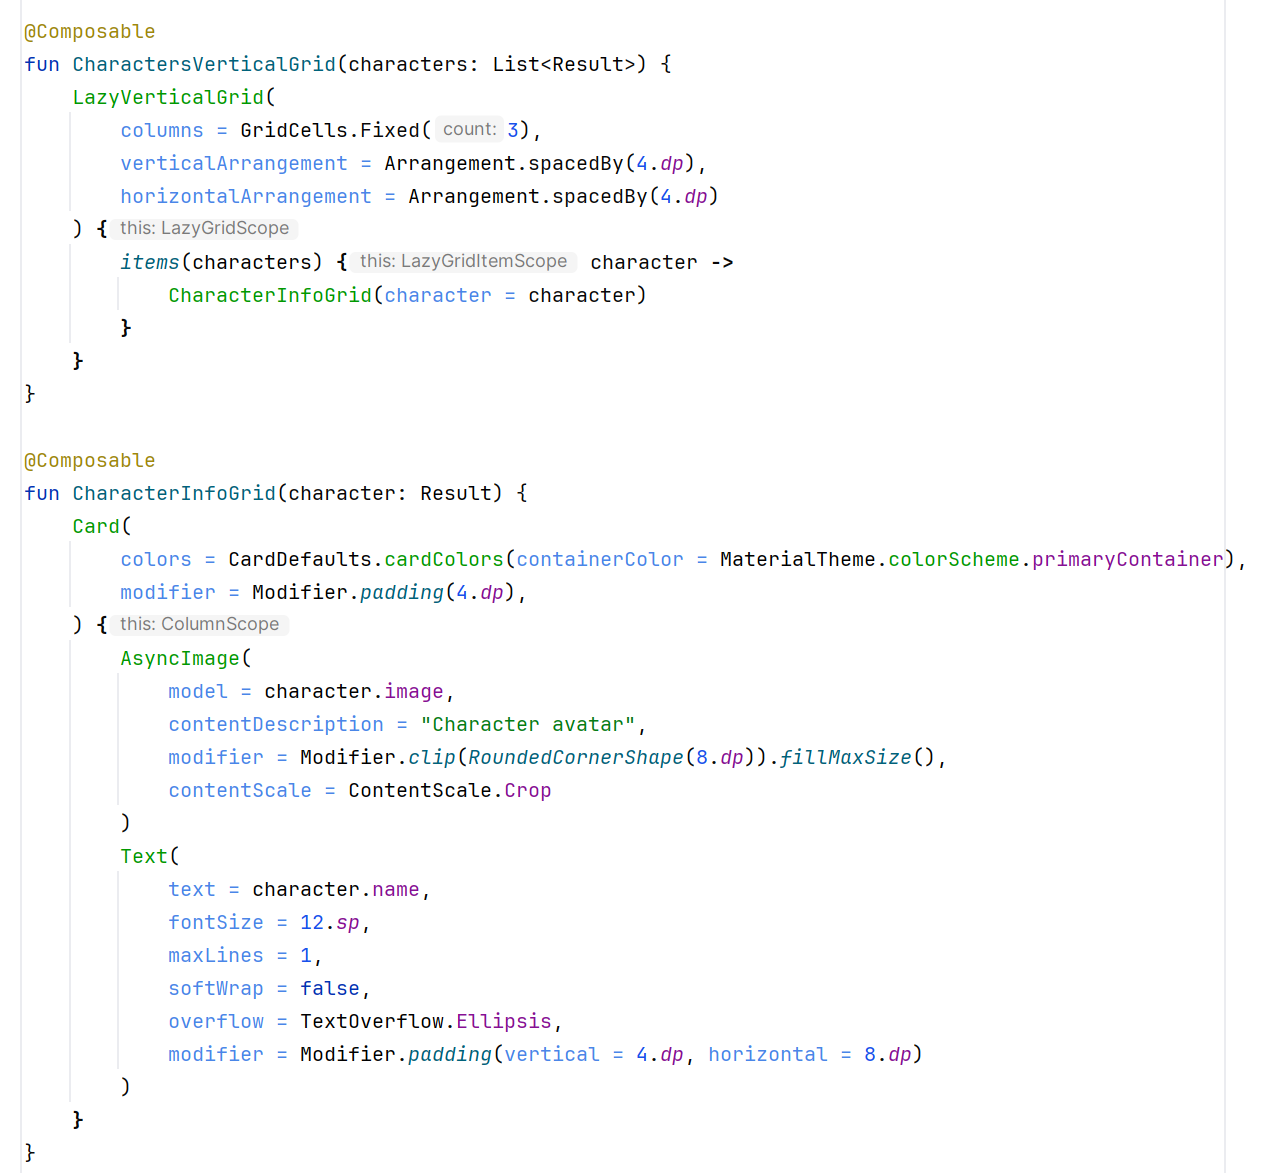 @Composable
fun CharactersVerticalGrid(characters: List<Result>) {
    LazyVerticalGrid(
        columns = GridCells.Fixed( count: 3),
        verticalArrangement = Arrangement.spacedBy(4.dp),
        horizontalArrangement = Arrangement.spacedBy(4.dp)
    ) { this: LazyGridScope
        items(characters) { this: LazyGridItemScope character ->
            CharacterInfoGrid(character = character)
        }
    }
}

@Composable
fun CharacterInfoGrid(character: Result) {
    Card(
        colors = CardDefaults.cardColors(containerColor = MaterialTheme.colorScheme.primaryContainer),
        modifier = Modifier.padding(4.dp),
    ) { this: ColumnScope
        AsyncImage(
            model = character.image,
            contentDescription = "Character avatar",
            modifier = Modifier.clip(RoundedCornerShape(8.dp)).fillMaxSize(),
            contentScale = ContentScale.Crop
        )
        Text(
            text = character.name,
            fontSize = 12.sp,
            maxLines = 1,
            softWrap = false,
            overflow = TextOverflow.Ellipsis,
            modifier = Modifier.padding(vertical = 4.dp, horizontal = 8.dp)
        )
    }
}